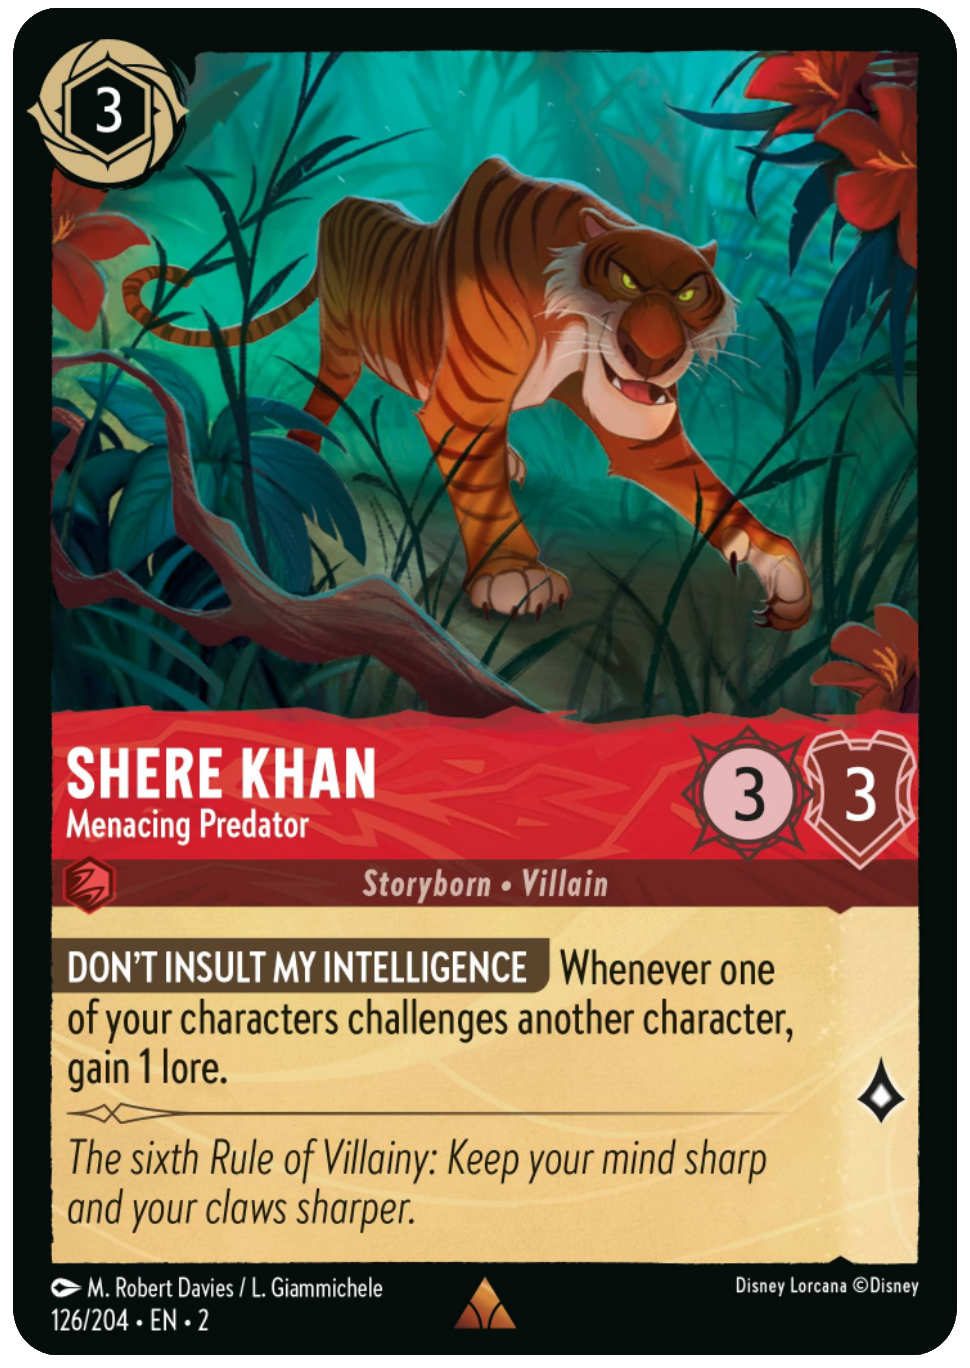 3
SHERE KHAN
Menacing Predator
3
3
Storyborn • Villain
DON'T INSULT MY INTELLIGENCE Whenever one
of your characters challenges another character,
gain 1 lore.
The sixth Rule of Villainy: Keep your mind sharp
and your claws sharper.
M. Robert Davies / L. Giammichele
Disney Lorcana ©Disney
126/204 • EN • 2